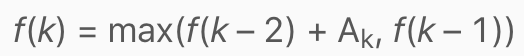 f(k) = max(f(k – 2) + Aₖ, f(k – 1))